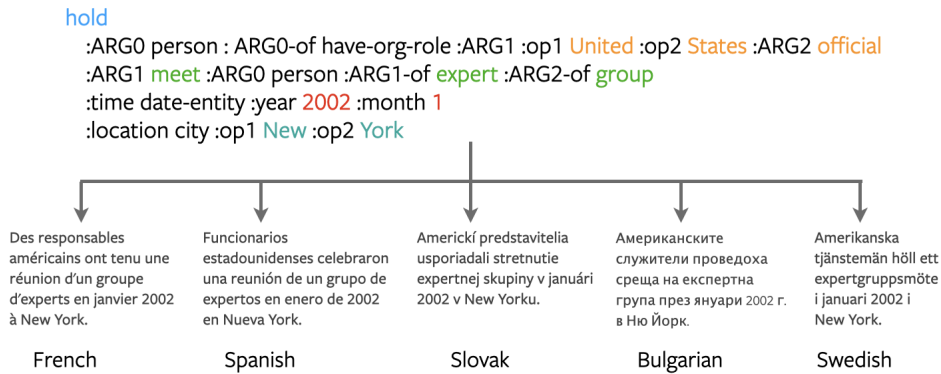 hold
:ARG0 person : ARG0-of have-org-role :ARG1 :op1 United :op2 States :ARG2 official
:ARG1 meet :ARG0 person :ARG1-of expert :ARG2-of group
:time date-entity :year 2002 :month 1
:location city :op1 New :op2 York
Des responsables
américains ont tenu une
réunion d'un groupe
d'experts en janvier 2002
à New York.
French
Funcionarios
estadounidenses celebraron
una reunión de un grupo de
expertos en enero de 2002
en Nueva York.
Spanish
Americkí predstavitelia
usporiadali stretnutie
expertnej skupiny v januári
2002 v New Yorku.
Slovak
Американските
служители проведоха
среща на експертна
група през януари 2002 г.
в Ню Йорк.
Bulgarian
Amerikanska
tjänstemän höll ett
expertgruppsmöte
i januari 2002 i
New York.
Swedish